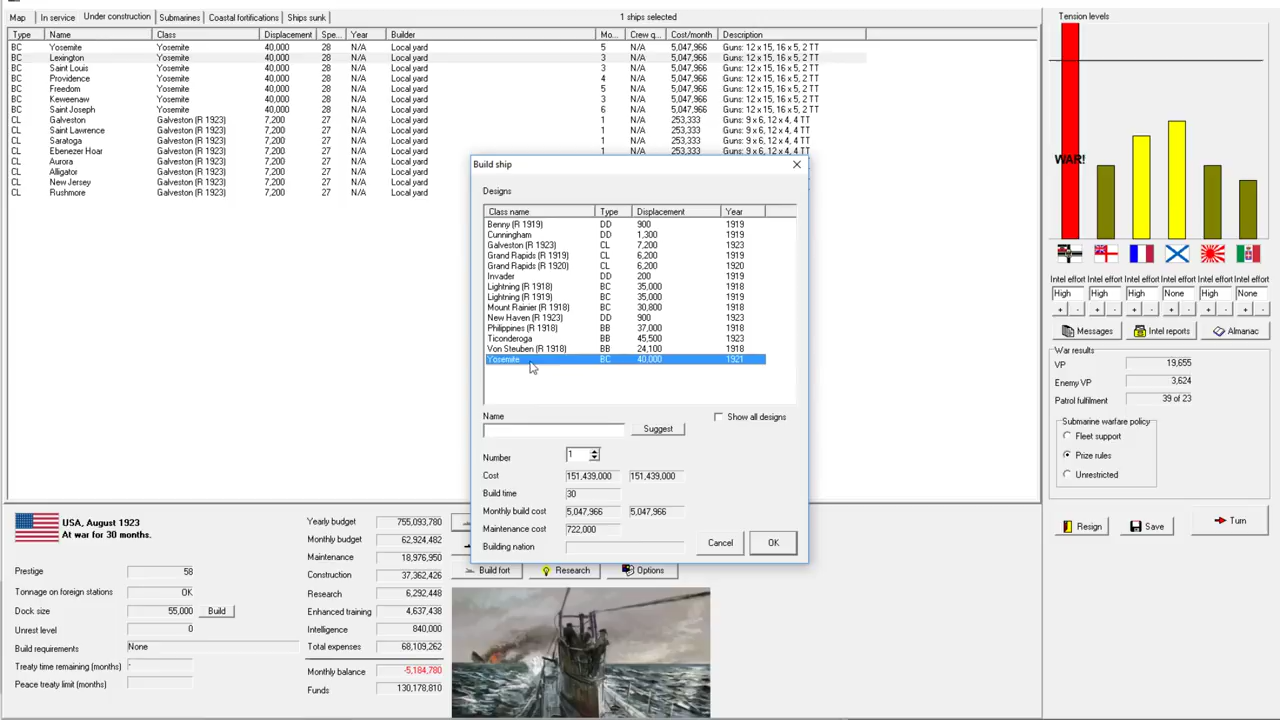 Map In service Under construction Submarines Coastal fortifications Ships sunk 1 ships selected
Type Name Class Displacement Spe... Year Builder Mo... Crew q... Cost/month Description
BC Yosemite Yosemite 40,000 28 N/A Local yard 5 N/A 5,047,966 Guns: 12 x 15, 16 x 5, 2 TT
BC Lexington Yosemite 40,000 28 N/A Local yard 3 N/A 5,047,966 Guns: 12 x 15, 16 x 5, 2 TT
BC Saint Louis Yosemite 40,000 28 N/A Local yard 3 N/A 5,047,966 Guns: 12 x 15, 16 x 5, 2 TT
BC Providence Yosemite 40,000 28 N/A Local yard 4 N/A 5,047,966 Guns: 12 x 15, 16 x 5, 2 TT
BC Freedom Yosemite 40,000 28 N/A Local yard 5 N/A 5,047,966 Guns: 12 x 15, 16 x 5, 2 TT
BC Keweenaw Yosemite 40,000 28 N/A Local yard 3 N/A 5,047,966 Guns: 12 x 15, 16 x 5, 2 TT
BC Saint Joseph Yosemite 40,000 28 N/A Local yard 6 N/A 5,047,966 Guns: 12 x 15, 16 x 5, 2 TT
CL Galveston Galveston (R 1923) 7,200 27 N/A Local yard 1 N/A 253,333 Guns: 9 x 6, 12 x 4, 4 TT
CL Saint Lawrence Galveston (R 1923) 7,200 27 N/A Local yard 1 N/A 253,333 Guns: 9 x 6, 12 x 4, 4 TT
CL Saratoga Galveston (R 1923) 7,200 27 N/A Local yard 1 N/A 253,333 Guns: 9 x 6, 12 x 4, 4 TT
CL Ebenezer Hoar Galveston (R 1923) 7,200 27 N/A Local yard 1 N/A 253,333 Guns: 9 x 6, 12 x 4, 4 TT
CL Aurora Galveston (R 1923) 7,200 27 N/A Local yard
CL Alligator Galveston (R 1923) 7,200 27 N/A Local yard
CL New Jersey Galveston (R 1923) 7,200 27 N/A Local yard
CL Rushmore Galveston (R 1923) 7,200 27 N/A Local yard
Build ship
Designs
Class name Type Displacement Year
Benny (R 1919) DD 900 1919
Cunningham DD 1,300 1919
Galveston (R 1923) CL 7,200 1923
Grand Rapids (R 1919) CL 6,200 1919
Grand Rapids (R 1920) CL 6,200 1920
Invader DD 200 1919
Lightning (R 1918) BC 35,000 1918
Lightning (R 1919) BC 35,000 1919
Mount Rainier (R 1918) BC 30,800 1918
New Haven (R 1923) DD 900 1923
Philippines (R 1918) BB 37,000 1918
Ticonderoga BB 45,500 1923
Von Steuben (R 1918) BB 24,100 1918
Yosemite BC 40,000 1921
Name Show all designs
Suggest
Number 1
Cost 151,439,000 151,439,000
Build time 30
Monthly build cost 5,047,966 5,047,966
Maintenance cost 722,000
Building nation Cancel OK
Tension levels
WAR!
Intel effort Intel effort Intel effort Intel effort Intel effort Intel effort
High High High None High None
+ - + - + - + - + - + -
Messages Intel reports Almanac
War results
VP 19,655
Enemy VP 3,624
Patrol fulfilment 39 of 23
Submarine warfare policy
Fleet support
Prize rules
Unrestricted
Resign Save Turn
USA, August 1923
At war for 30 months.
Prestige 58
Tonnage on foreign stations OK
Dock size 55,000 Build
Unrest level 0
Build requirements None
Treaty time remaining (months) -
Peace treaty limit (months)
Yearly budget 755,093,780
Monthly budget 62,924,482
Maintenance 18,976,950
Construction 37,362,426
Research 6,292,448
Enhanced training 4,637,438
Intelligence 840,000
Total expenses 68,109,262
Monthly balance -5,184,780
Funds 130,178,810
Build fort Research Options